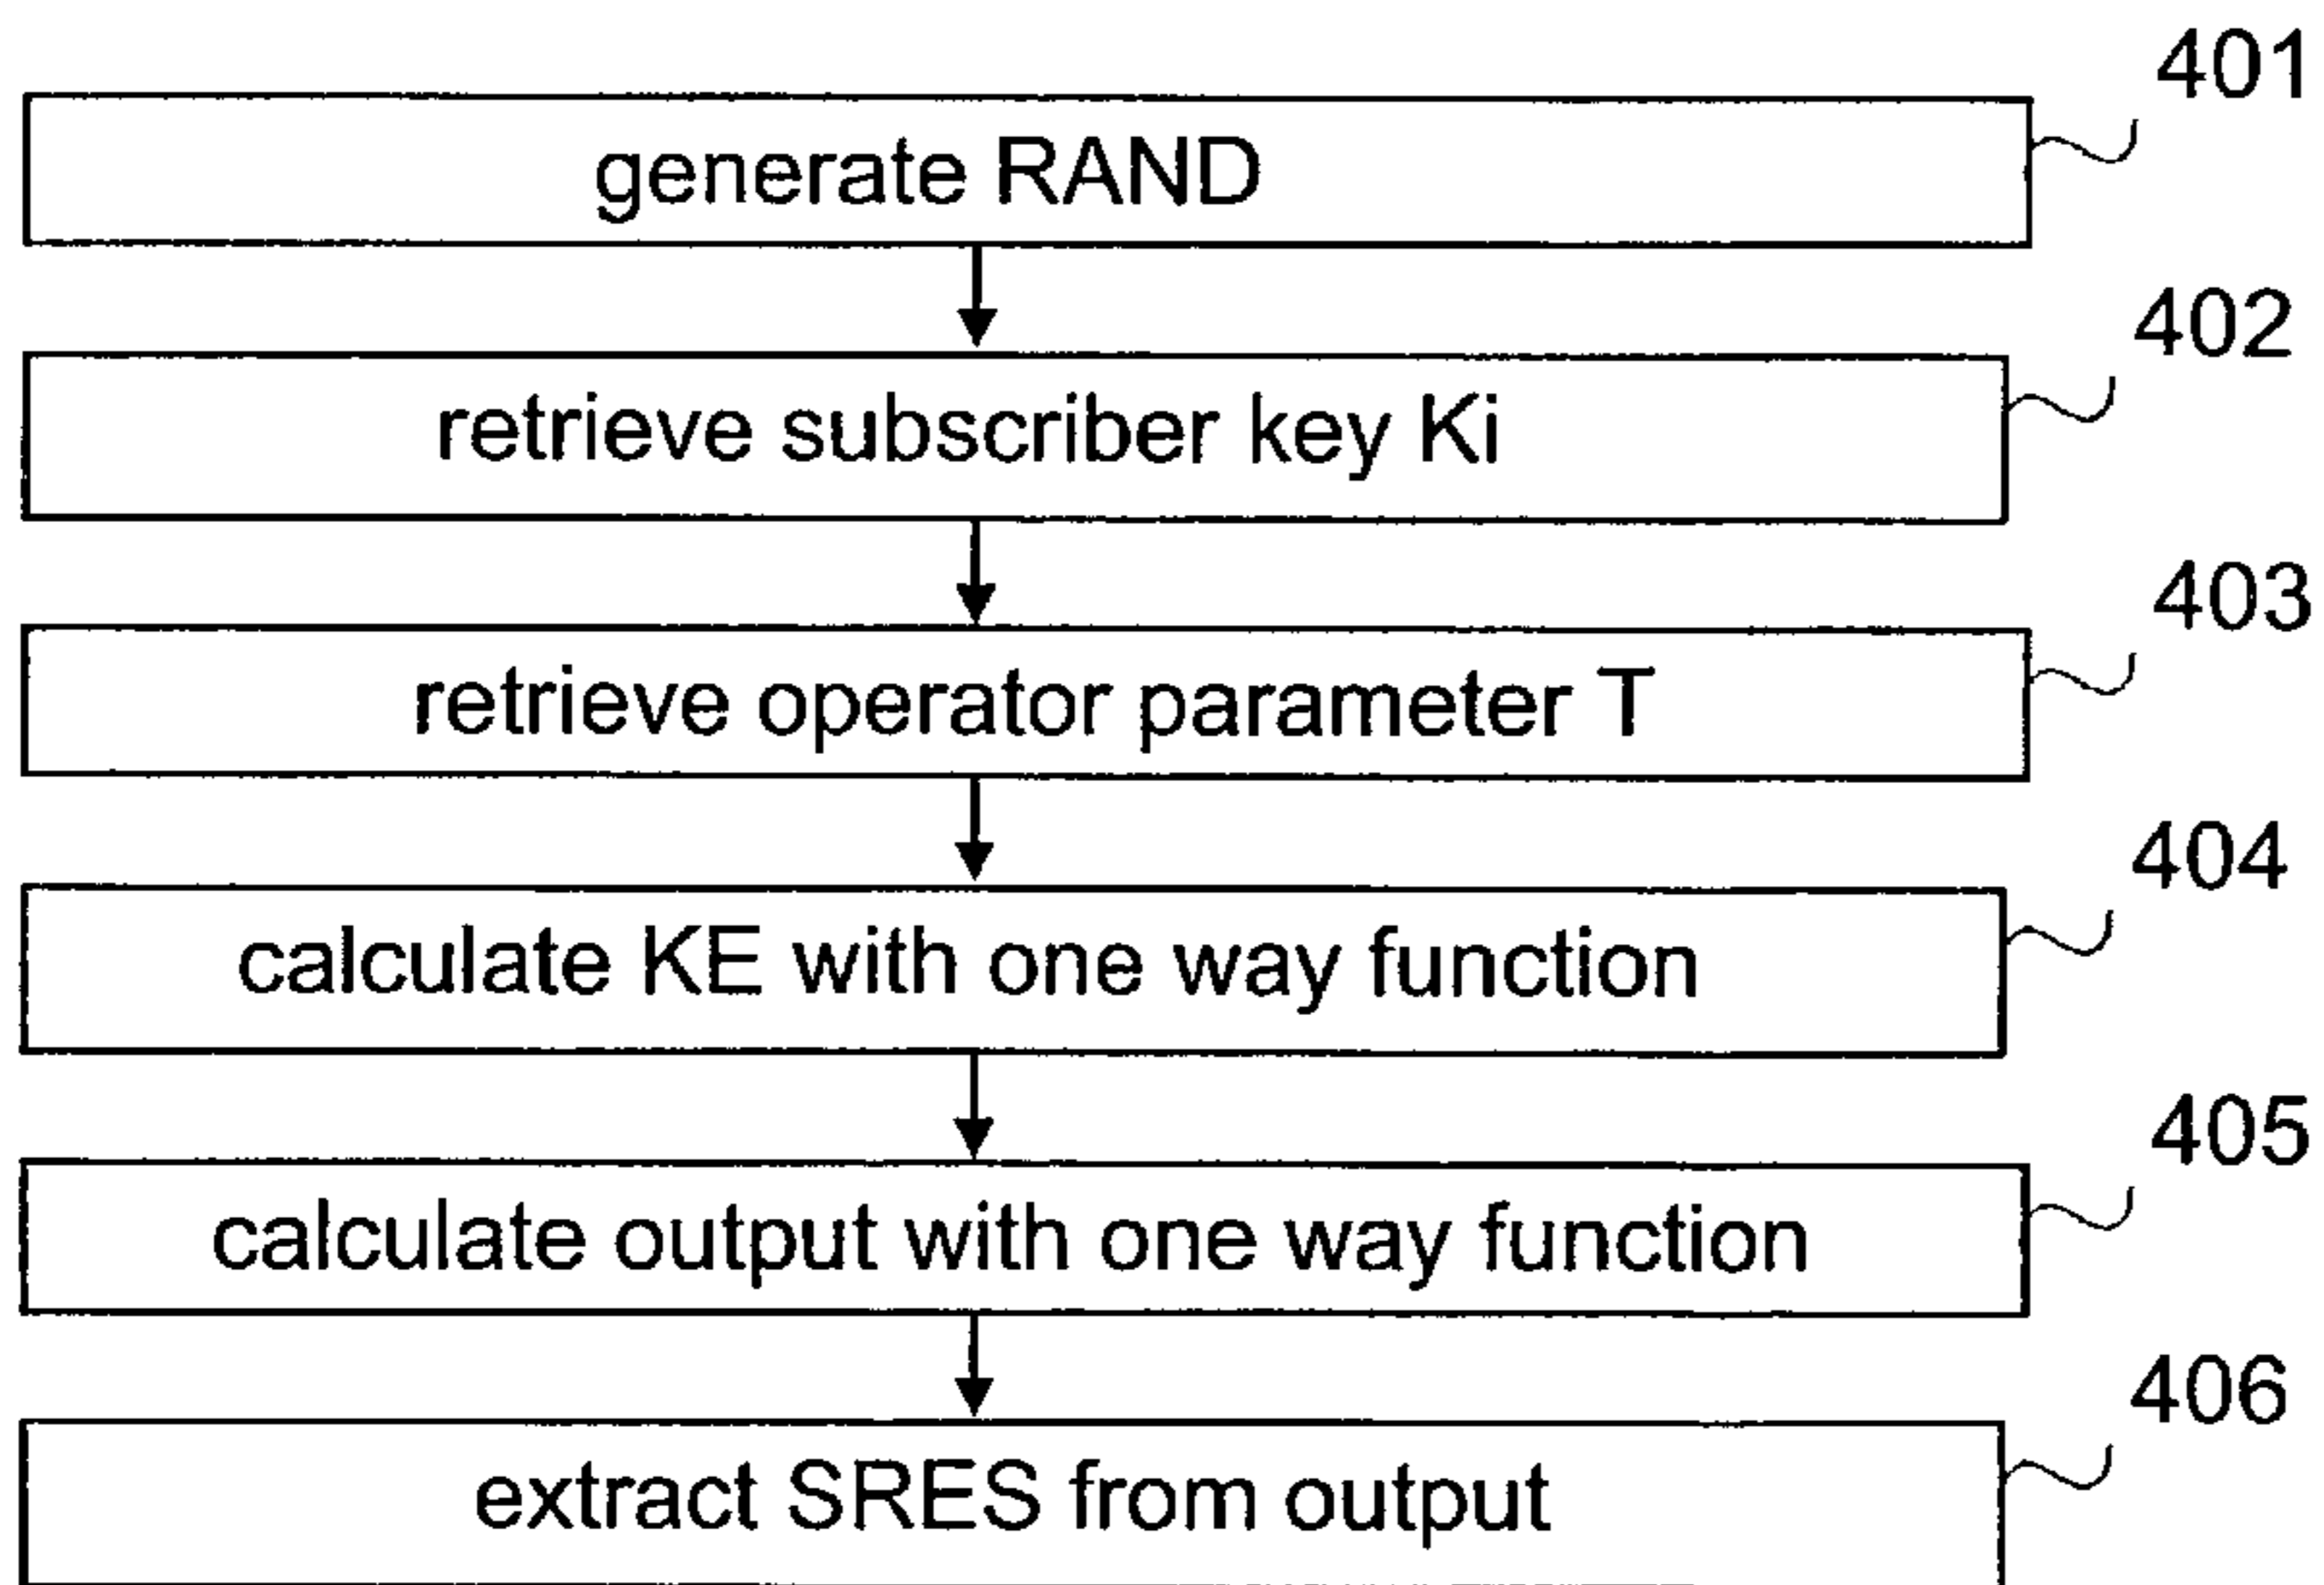 401
generate RAND
402
retrieve subscriber key Ki
403
retrieve operator parameter T
404
calculate KE with one way function
405
calculate output with one way function
406
extract SRES from output